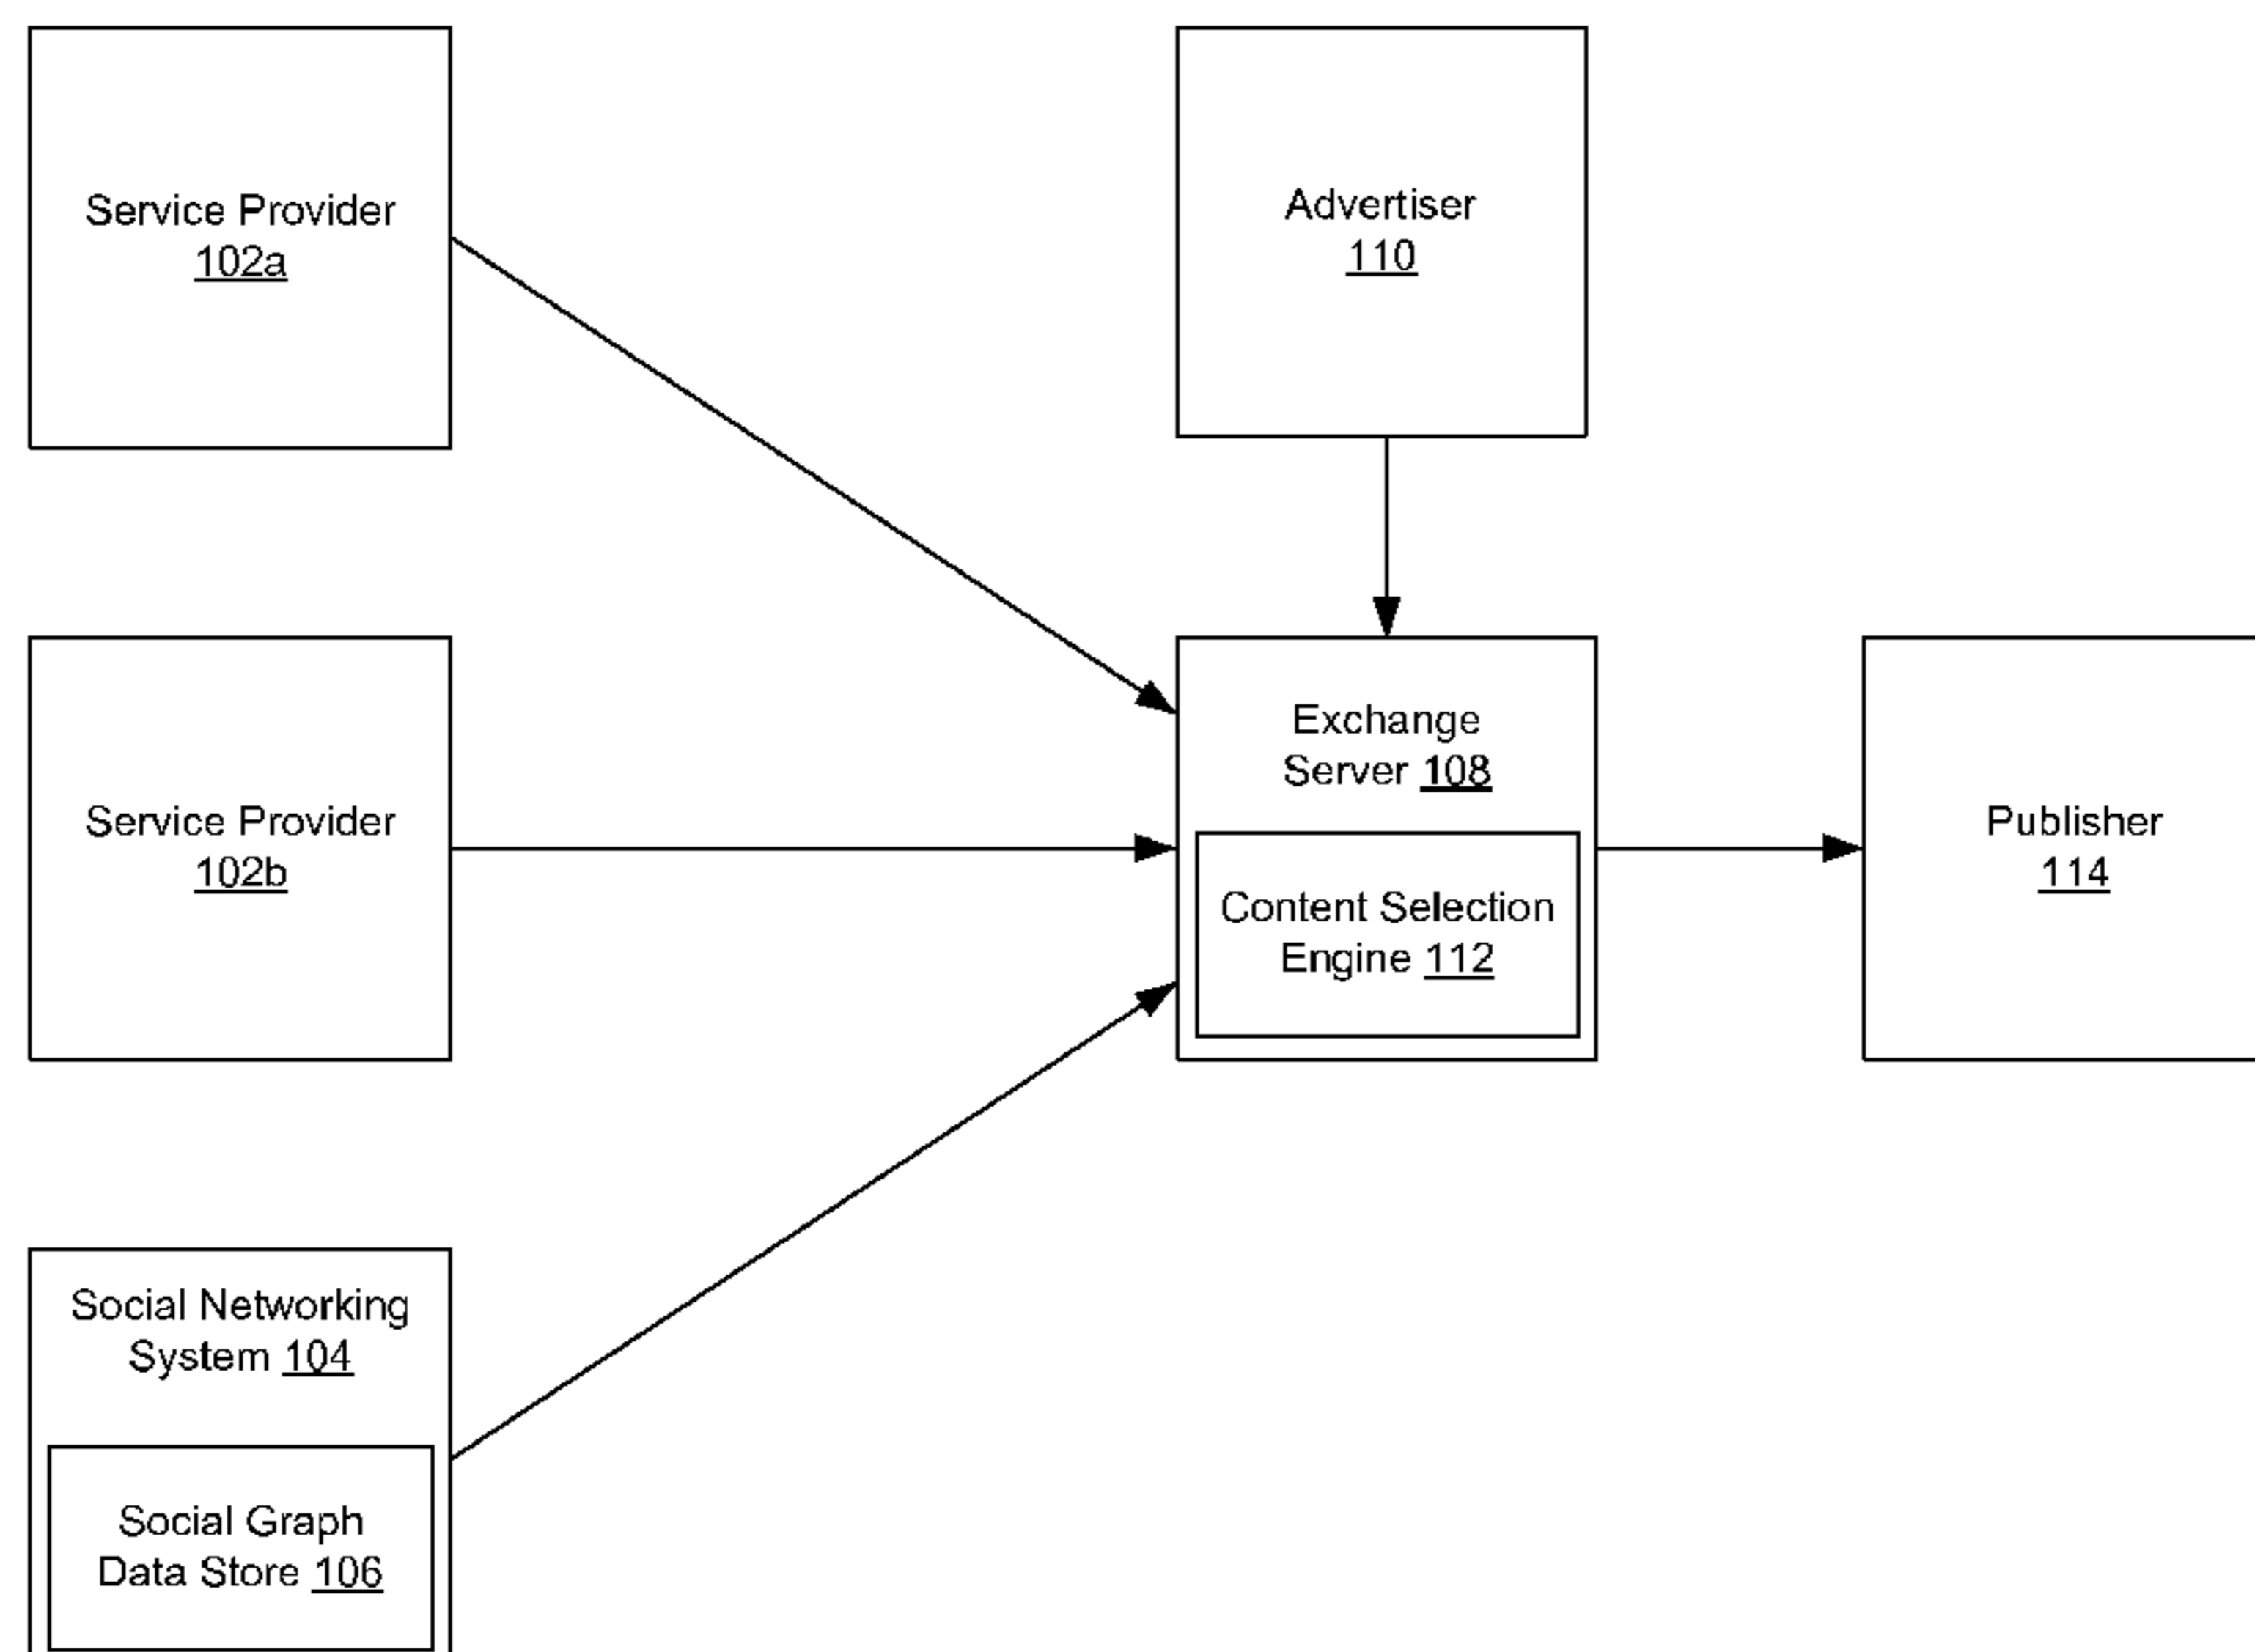 Service Provider
102a
Advertiser
110
Service Provider
102b
Exchange
Server 108
Content Selection
Engine 112
Publisher
114
Social Networking
System 104
Social Graph
Data Store 106